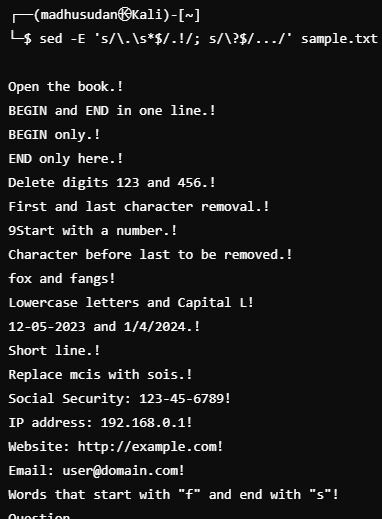 ┌──(madhusudan㉿Kali)-[~]
└─$ sed -E 's/\.\s*$/.!/; s/\?$/.../' sample.txt
Open the book.!
BEGIN and END in one line.!
BEGIN only.!
END only here.!
Delete digits 123 and 456.!
First and last character removal.!
9Start with a number.!
Character before last to be removed.!
fox and fangs!
Lowercase letters and Capital L!
12-05-2023 and 1/4/2024.!
Short line.!
Replace mcis with sois.!
Social Security: 123-45-6789!
IP address: 192.168.0.1!
Website: http://example.com!
Email: user@domain.com!
Words that start with "f" and end with "s"!
Question